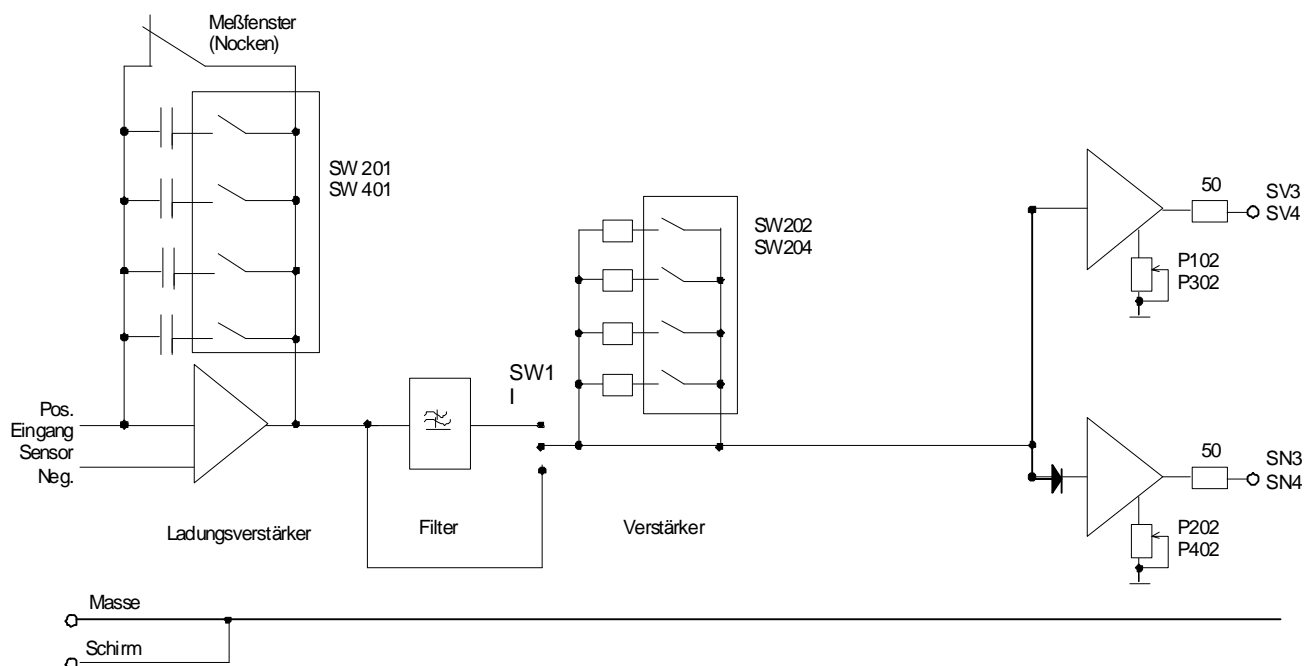 Meßfenster
(Nocken)
SW 201
SW 401
SW202
SW204
50
SV3
SV4
P102
P302
SW1
I
Pos.
Eingang
Sensor
Neg.
50
SN3
SN4
P202
P402
Ladungsverstärker
Filter
Verstärker
Masse
Schirm